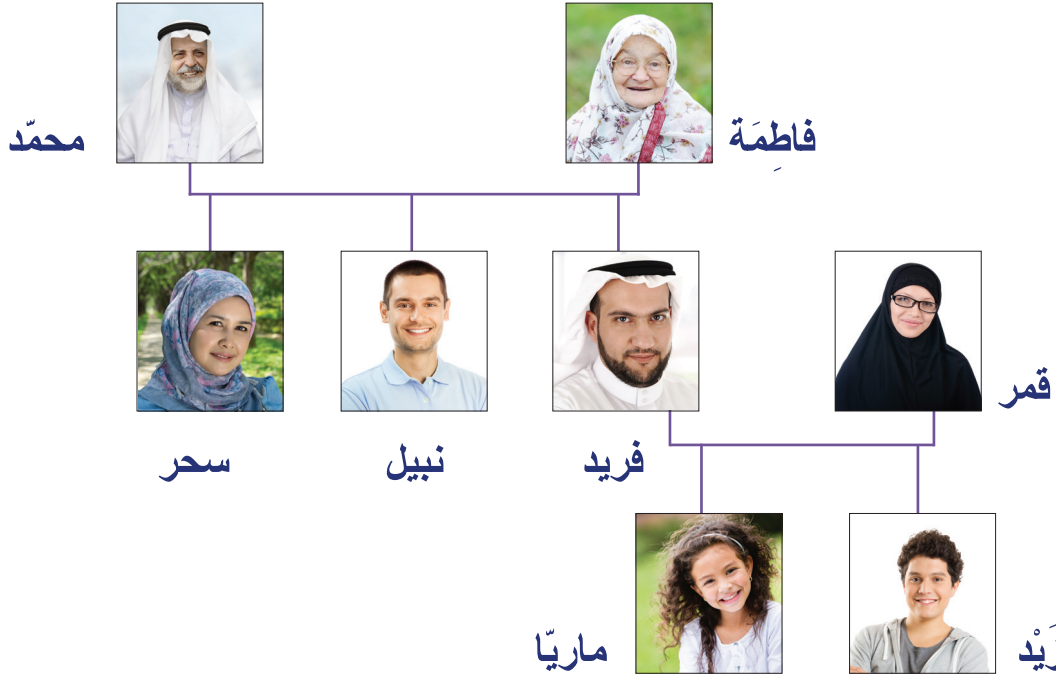 محمّد
فاطِمَة
سحر
نبيل
فريد
قمر
ماريّا